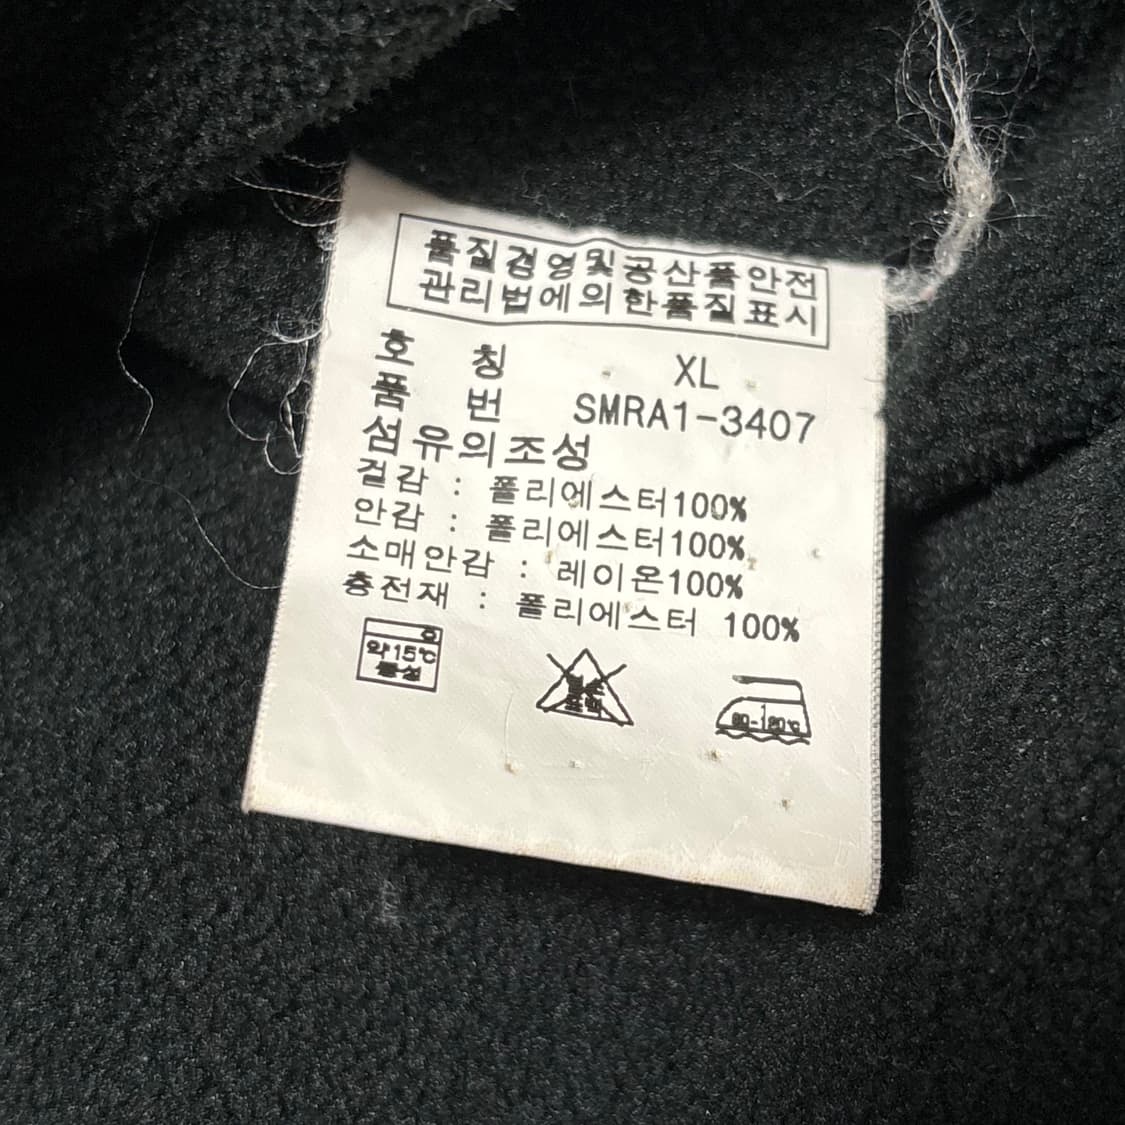 품질경영및공산품안전
관리법에의한품질표시
호 칭 XL
품 번 SMRA1-3407
섬유의조성
겉감 : 폴리에스터100%
안감 : 폴리에스터100%
소매안감 : 레이온100%
충전재 : 폴리에스터 100%
약15℃
중성
80-120℃